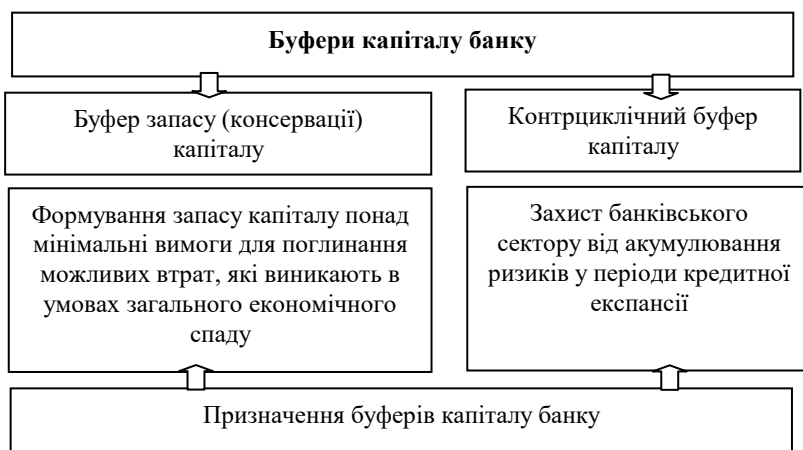 Буфери капіталу банку
Буфер запасу (консервації)
капіталу
Контрциклічний буфер
капіталу
Формування запасу капіталу понад
мінімальні вимоги для поглинання
можливих втрат, які виникають в
умовах загального економічного
спаду
Захист банківського
сектору від акумулювання
ризиків у періоди кредитної
експансії
Призначення буферів капіталу банку